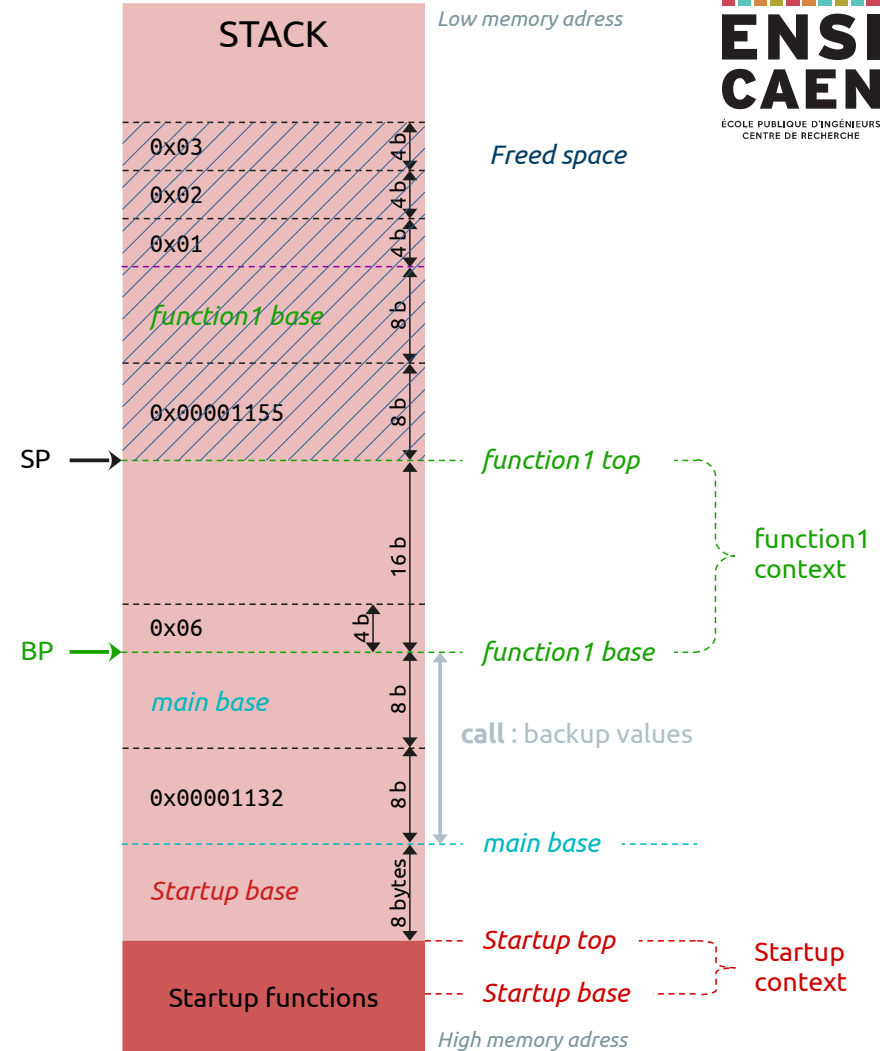 STACK
Low memory adress
ENSI
CAEN
ÉCOLE PUBLIQUE D'INGÉNIEURS
CENTRE DE RECHERCHE
0x03
4 b
Freed space
0x02
4 b
0x01
4 b
function1 base
8 b
0x00001155
8 b
SP
function1 top
16 b
function1
context
0x06
4 b
BP
function1 base
main base
8 b
call : backup values
0x00001132
8 b
main base
Startup base
8 bytes
Startup top
Startup
context
Startup functions
Startup base
High memory adress